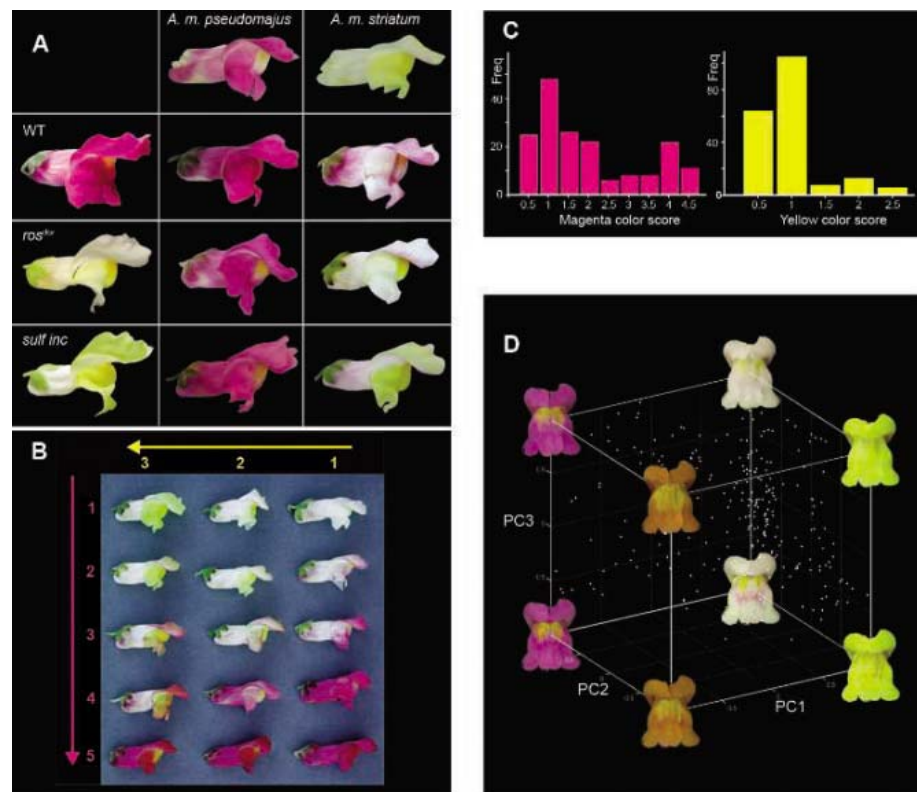 A
A. m. pseudomajus
A. m. striatum
WT
ros
sulf inc
B
3 2 1
1
2
3
4
5
C
Freq
0
0.5 1 1.5 2 2.5 3 3.5 4 4.5
Magenta color score
Freq
0
0.5 1 1.5 2 2.5
Yellow color score
D
PC3
PC2
PC1